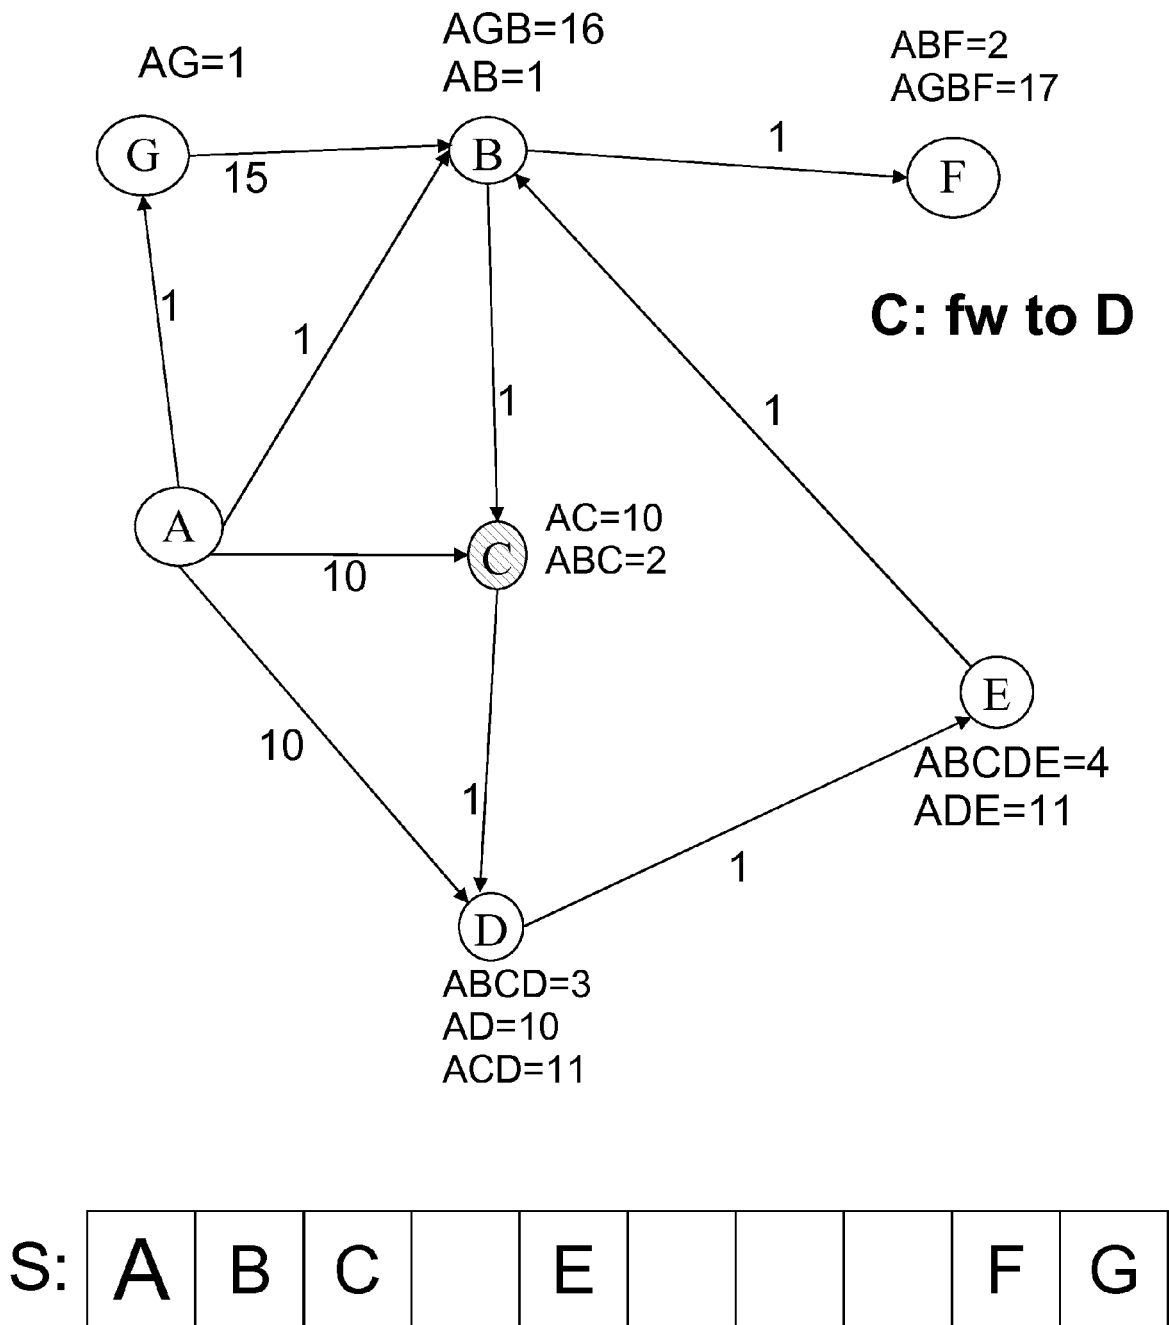 AG=1
AGB=16
AB=1
ABF=2
AGBF=17
G
B
F
15
1
1
1
1
1
C: fw to D
A
C
AC=10
ABC=2
10
10
1
E
ABCDE=4
ADE=11
1
D
ABCD=3
AD=10
ACD=11
S: A B C E F G